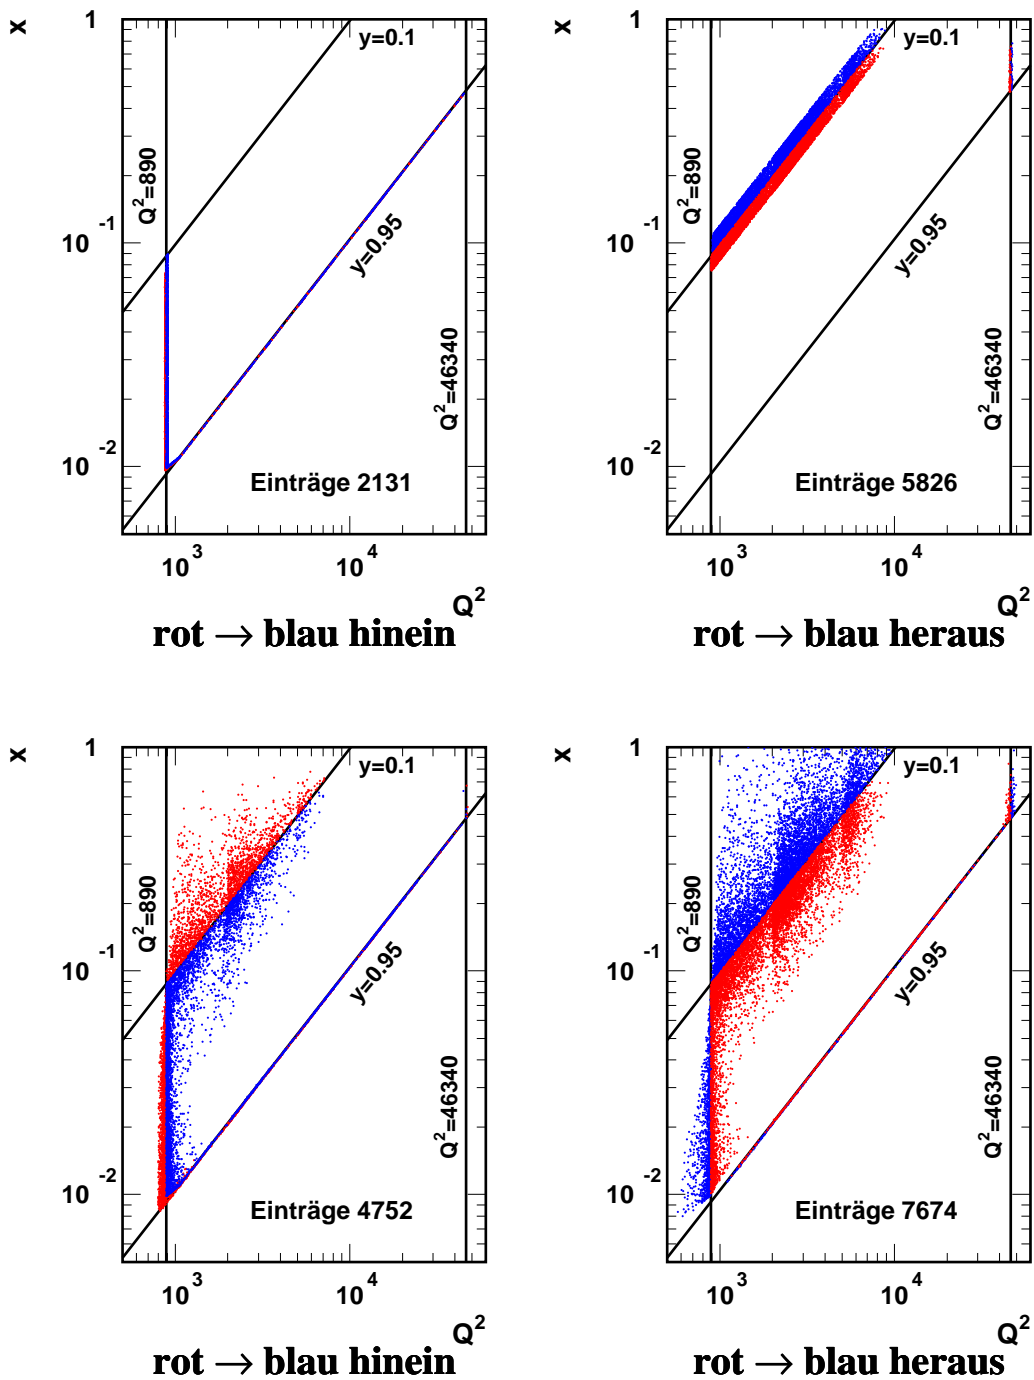 x
1
y=0.1
Q²=890
10⁻¹
y=0.95
Q²=46340
10⁻²
Einträge 2131
10³
10⁴
Q²
rot → blau hinein
x
1
y=0.1
Q²=890
10⁻¹
y=0.95
Q²=46340
10⁻²
Einträge 5826
10³
10⁴
Q²
rot → blau heraus
x
1
y=0.1
Q²=890
10⁻¹
y=0.95
Q²=46340
10⁻²
Einträge 4752
10³
10⁴
Q²
rot → blau hinein
x
1
y=0.1
Q²=890
10⁻¹
y=0.95
Q²=46340
10⁻²
Einträge 7674
10³
10⁴
Q²
rot → blau heraus